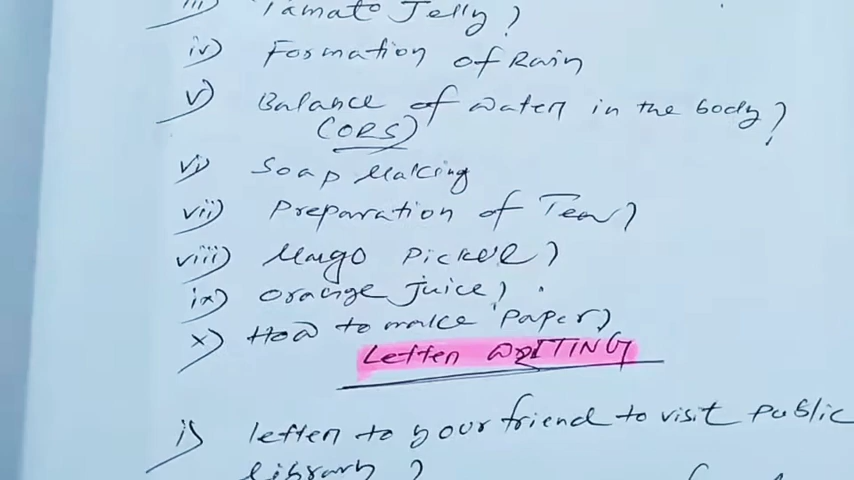 iii) Tamato Jelly?
iv) Formation of Rain
v) Balance of water in the body?
(ORS)
vi) Soap Making
vii) Preparation of Tea?
viii) Mango Pickle?
ix) Orange juice?
x) How to make paper?
Letter WRITING
i) letter to your friend to visit public
library?